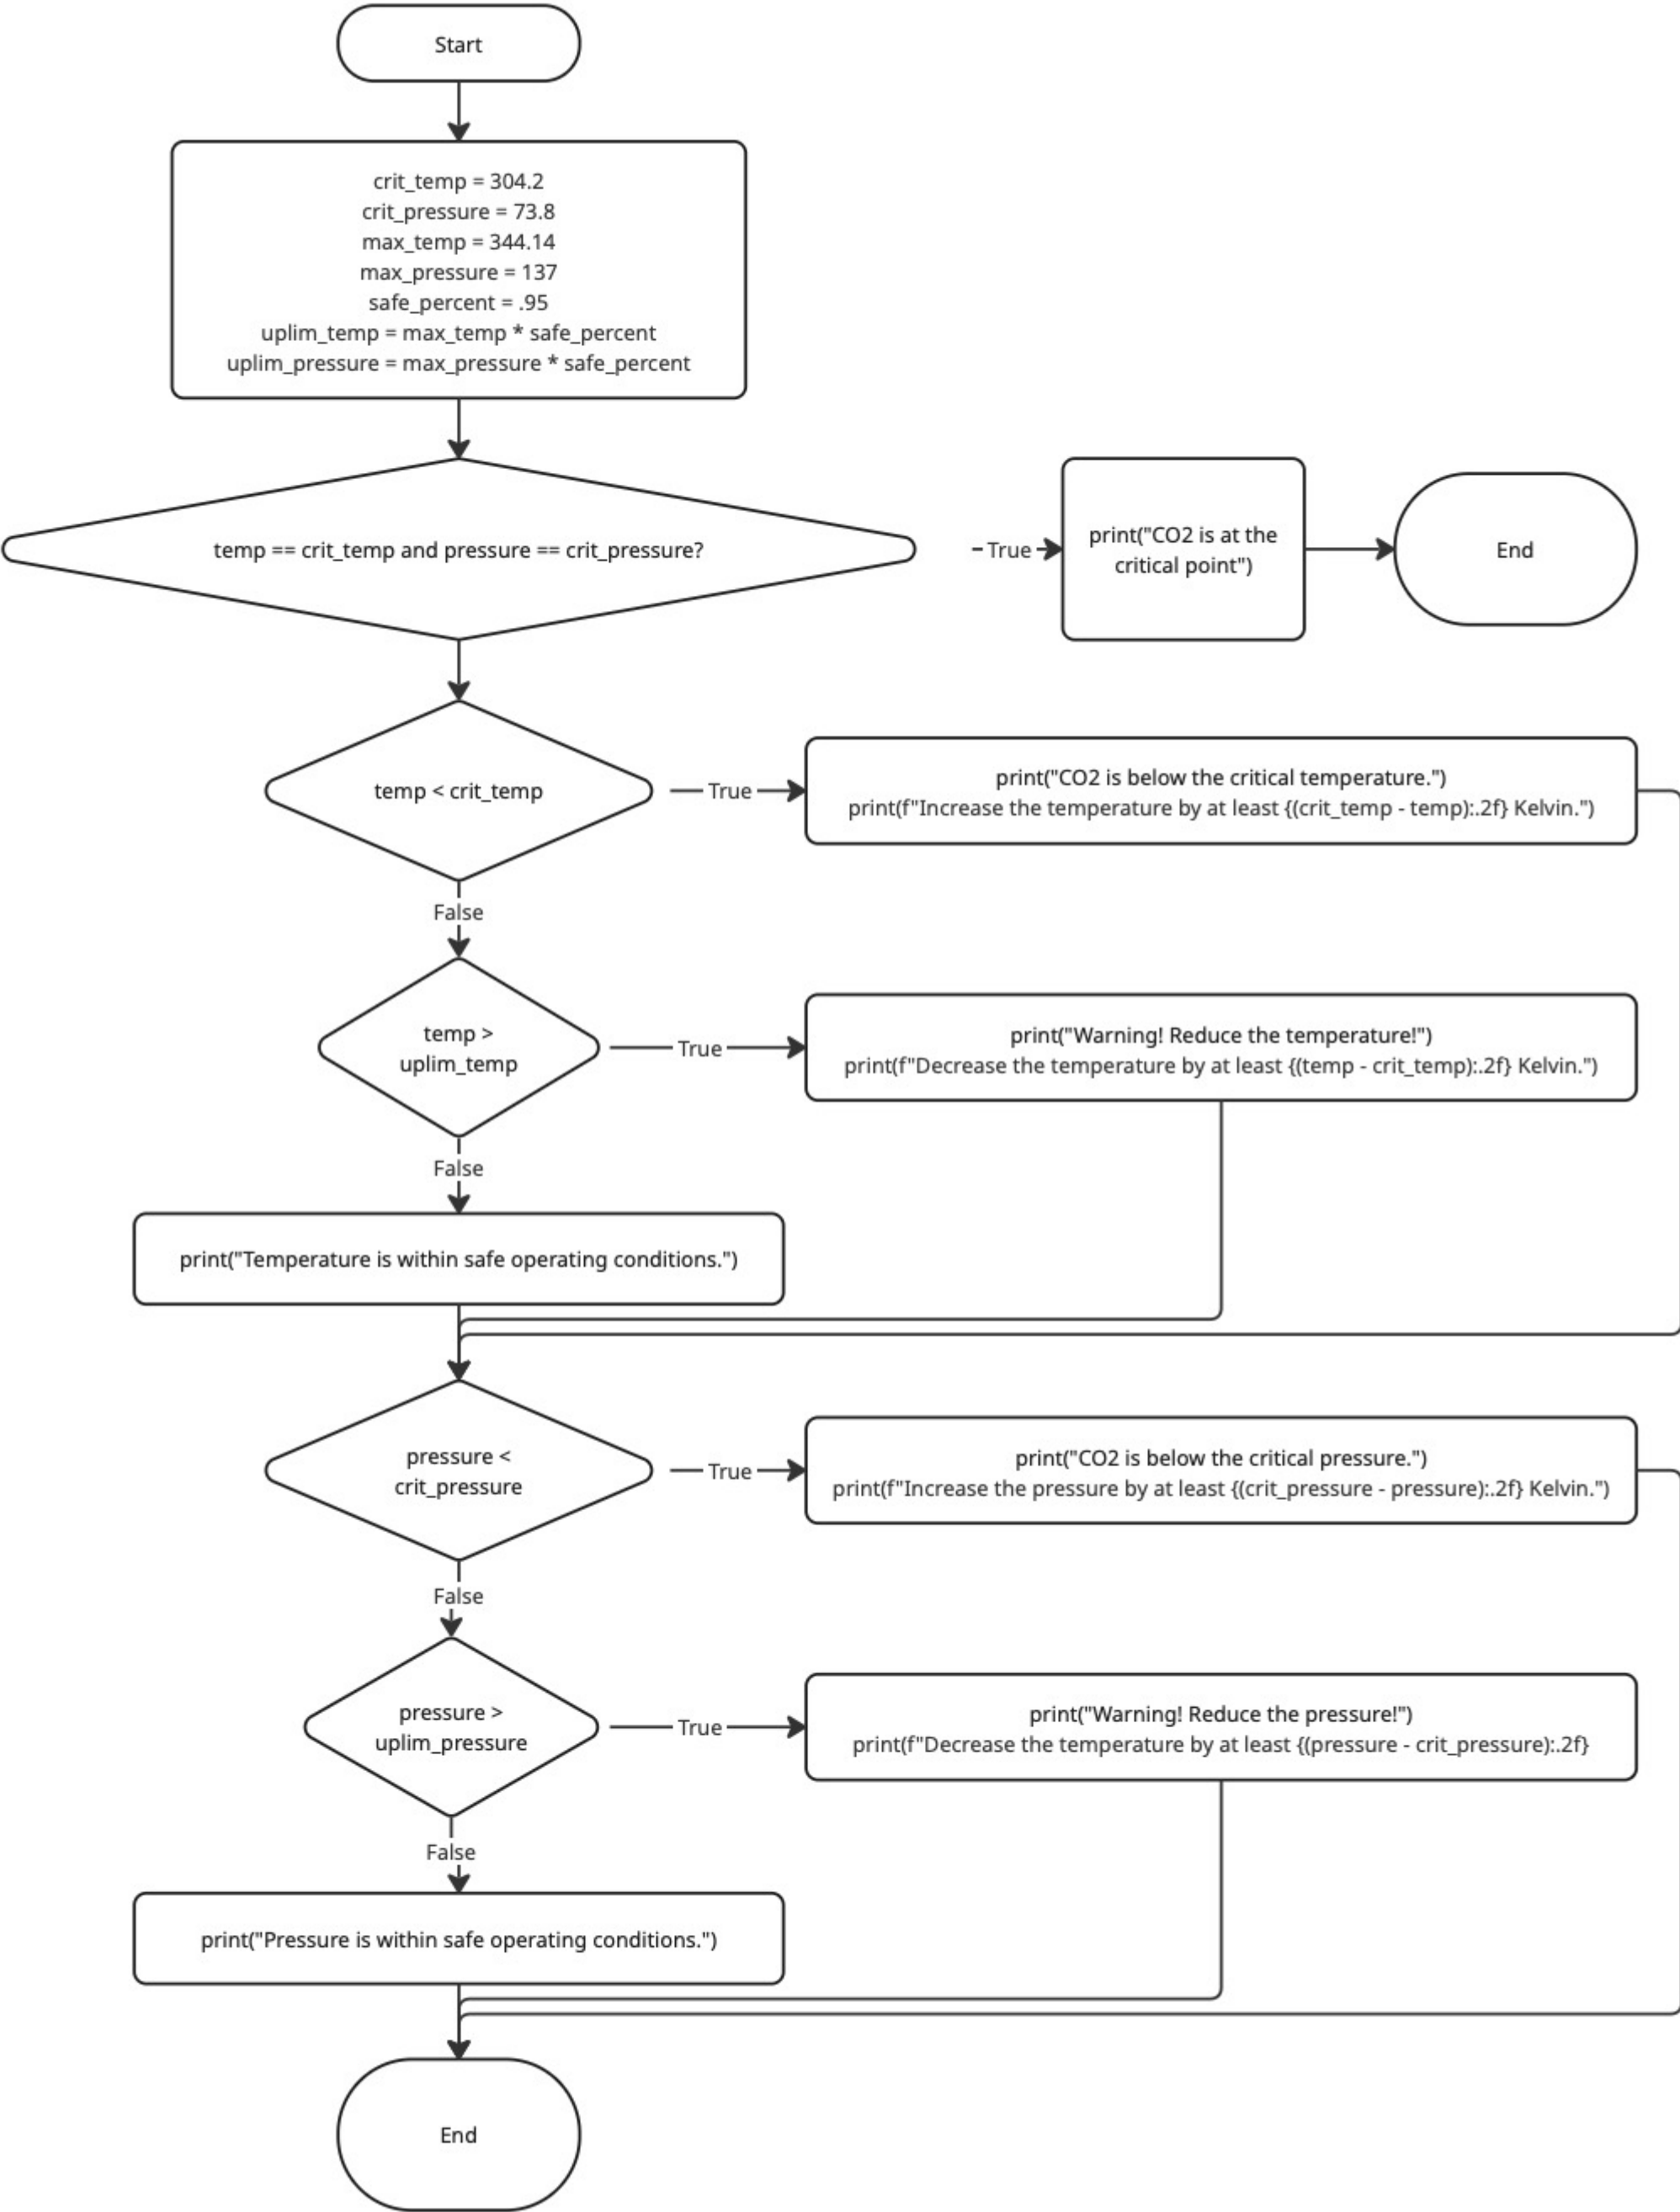 Start
crit_temp = 304.2
crit_pressure = 73.8
max_temp = 344.14
max_pressure = 137
safe_percent = .95
uplim_temp = max_temp * safe_percent
uplim_pressure = max_pressure * safe_percent
temp == crit_temp and pressure == crit_pressure?
True
print("CO2 is at the
critical point")
End
temp < crit_temp
True
print("CO2 is below the critical temperature.")
print(f"Increase the temperature by at least {(crit_temp - temp):.2f} Kelvin.")
False
temp >
uplim_temp
True
print("Warning! Reduce the temperature!")
print(f"Decrease the temperature by at least {(temp - crit_temp):.2f} Kelvin.")
False
print("Temperature is within safe operating conditions.")
pressure <
crit_pressure
True
print("CO2 is below the critical pressure.")
print(f"Increase the pressure by at least {(crit_pressure - pressure):.2f} Kelvin.")
False
pressure >
uplim_pressure
True
print("Warning! Reduce the pressure!")
print(f"Decrease the temperature by at least {(pressure - crit_pressure):.2f}
False
print("Pressure is within safe operating conditions.")
End